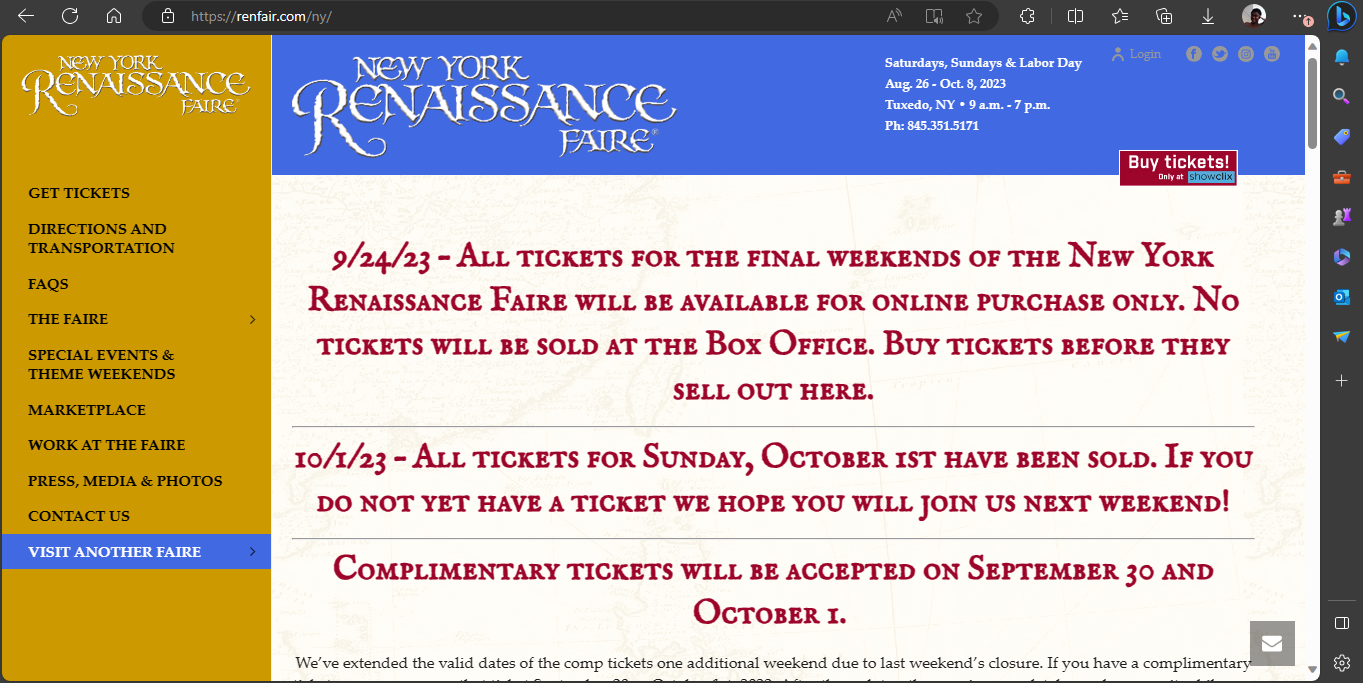 https://renfair.com/ny/
NEW YORK
RENAISSANCE
FAIRE
GET TICKETS
DIRECTIONS AND
TRANSPORTATION
FAQS
THE FAIRE
SPECIAL EVENTS &
THEME WEEKENDS
MARKETPLACE
WORK AT THE FAIRE
PRESS, MEDIA & PHOTOS
CONTACT US
VISIT ANOTHER FAIRE
NEW YORK
RENAISSANCE
FAIRE®
Saturdays, Sundays & Labor Day
Aug. 26 - Oct. 8, 2023
Tuxedo, NY • 9 a.m. - 7 p.m.
Ph: 845.351.5171
Login
Buy tickets!
Only at showclix
9/24/23 - All tickets for the final weekends of the New York
Renaissance Faire will be available for online purchase only. No
tickets will be sold at the Box Office. Buy tickets before they
sell out here.
10/1/23 - All tickets for Sunday, October 1st have been sold. If you
do not yet have a ticket we hope you will join us next weekend!
Complimentary tickets will be accepted on September 30 and
October 1.
We've extended the valid dates of the comp tickets one additional weekend due to last weekend's closure. If you have a complimentary